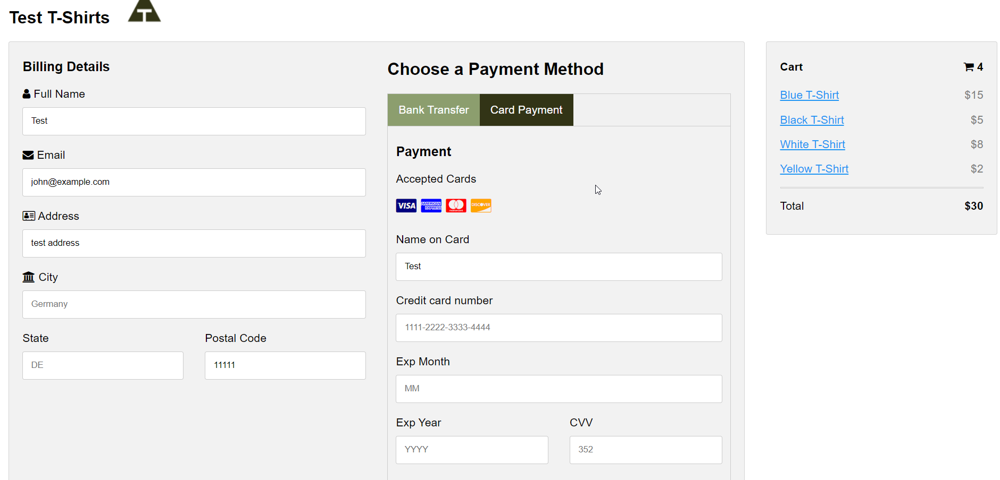 Test T-Shirts
T
Billing Details
Full Name
Test
Email
john@example.com
Address
test address
City
Germany
State
Postal Code
DE
11111
Choose a Payment Method
Bank Transfer
Card Payment
Payment
Accepted Cards
VISA
AMERICAN EXPRESS
mastercard
DISCOVER
Name on Card
Test
Credit card number
1111-2222-3333-4444
Exp Month
MM
Exp Year
CVV
YYYY
352
Cart 4
Blue T-Shirt $15
Black T-Shirt $5
White T-Shirt $8
Yellow T-Shirt $2
Total $30